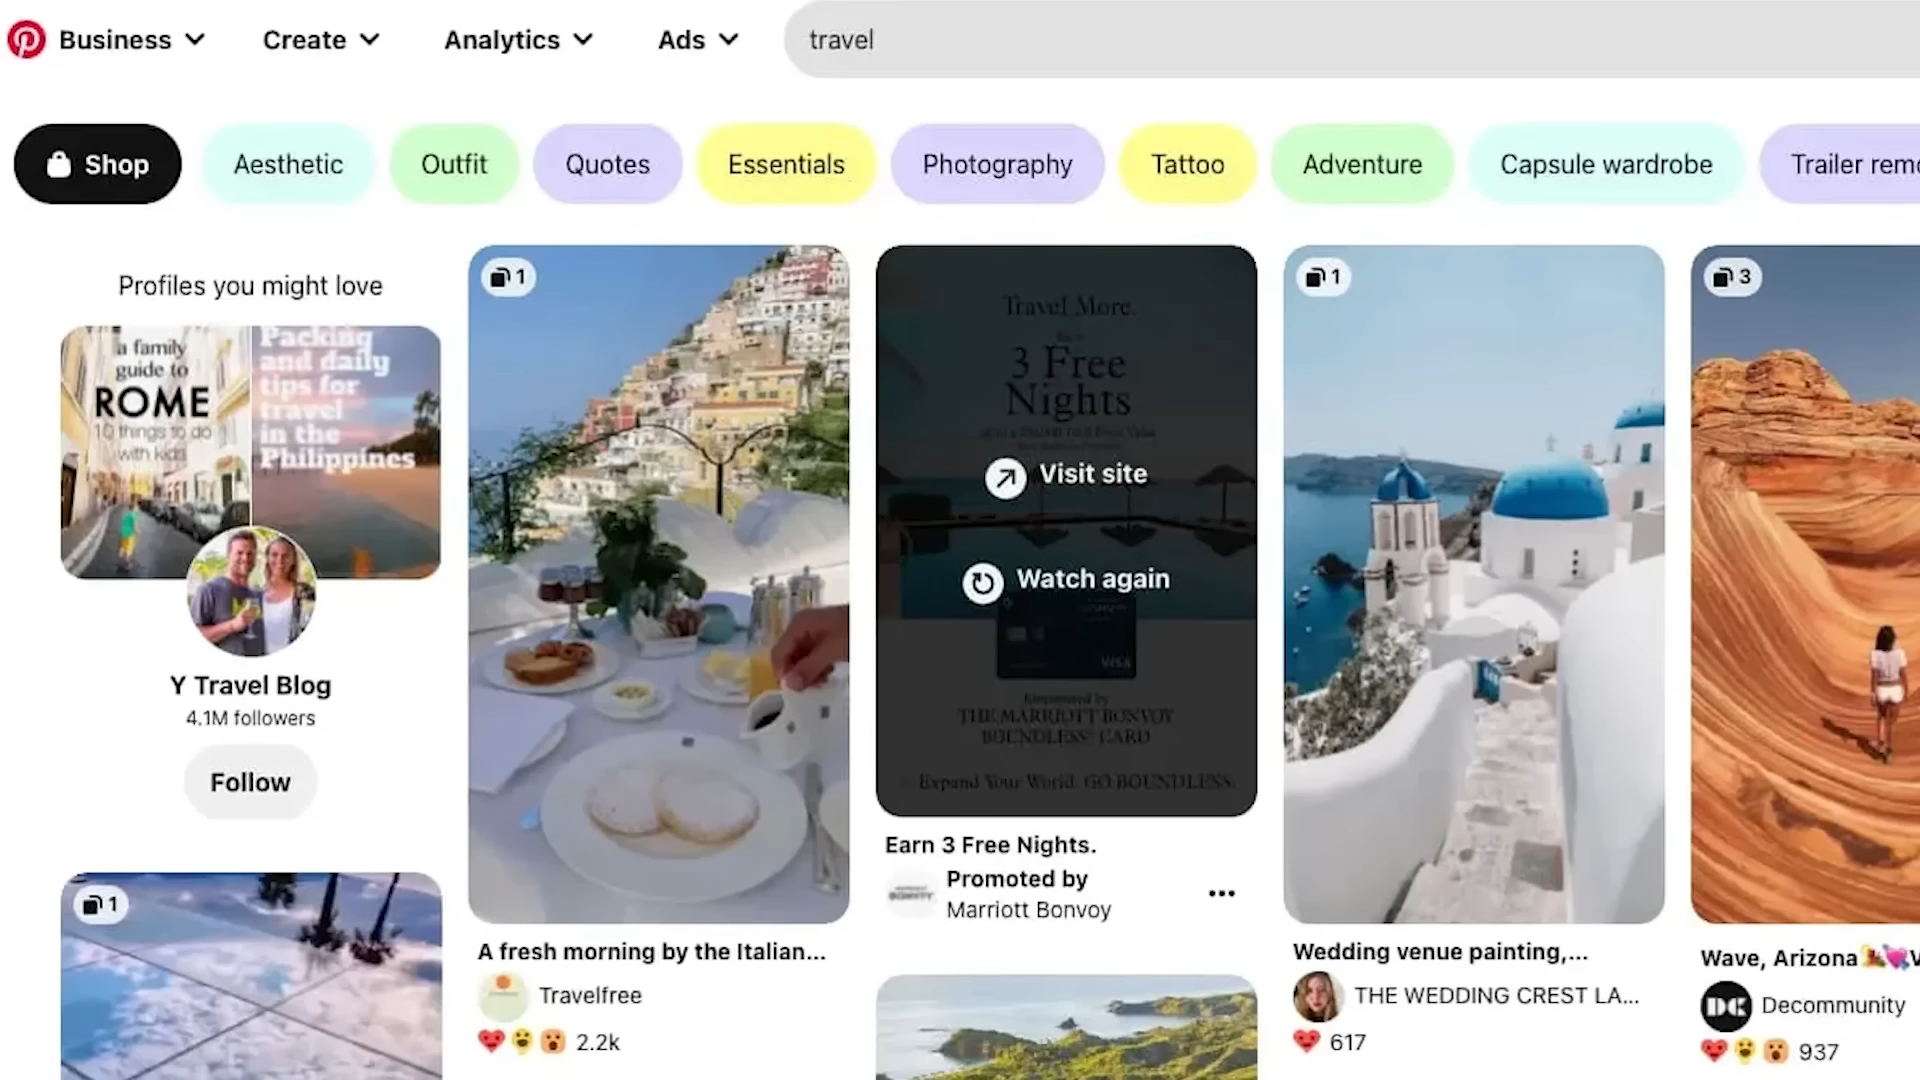 Business
Create
Analytics
Ads
travel
Shop
Aesthetic
Outfit
Quotes
Essentials
Photography
Tattoo
Adventure
Capsule wardrobe
Trailer
Profiles you might love
a family
guide to
ROME
10 things to do
with kids
Packing
and daily
tips for
travel
in the
Philippines
Y Travel Blog
4.1M followers
Follow
1
1
A fresh morning by the Italian...
Travelfree
2.2k
Travel More.
3 Free
Nights
Visit site
Watch again
VISA
THE MARRIOTT BONVOY
BOUNDLESS® CARD
Expand Your World. GO BOUNDLESS.
Earn 3 Free Nights.
BONVOY
Promoted by
Marriott Bonvoy
1
Wedding venue painting,...
THE WEDDING CREST LA...
617
3
Wave, Arizona
DC
Decommunity
937